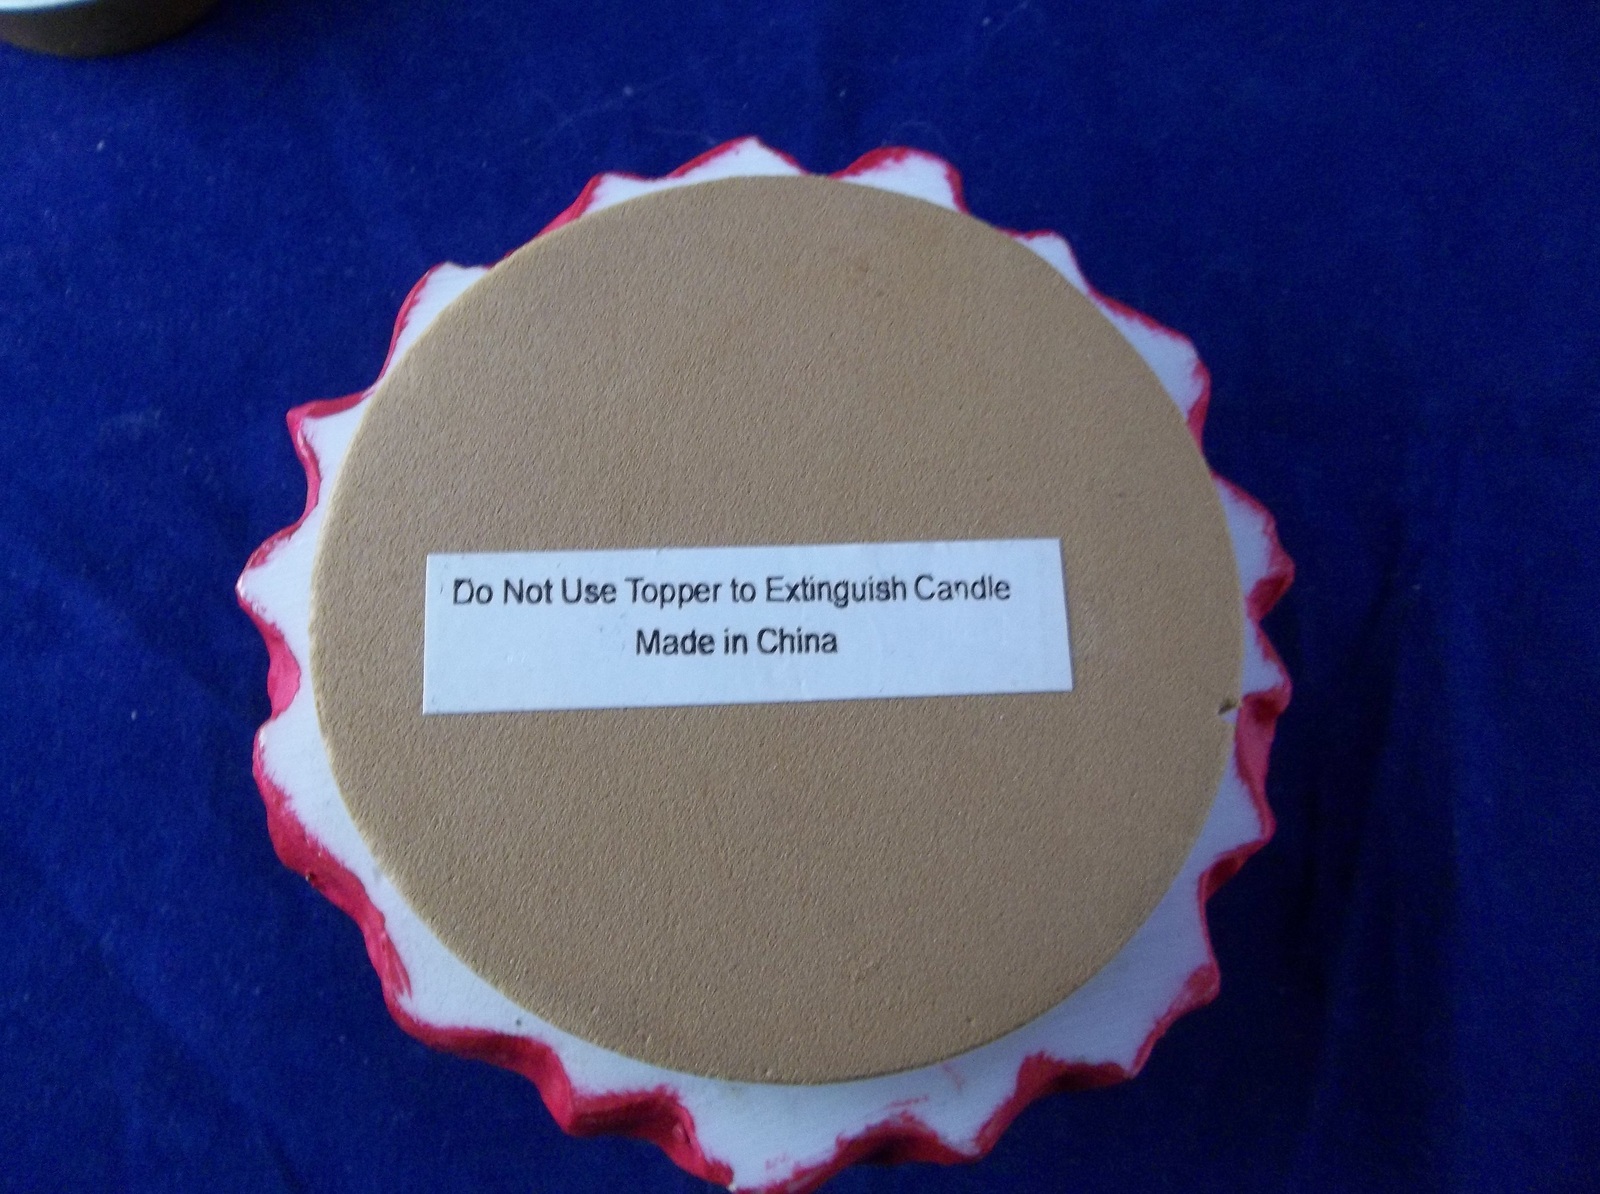 Do Not Use Topper to Extinguish Candle
Made in China